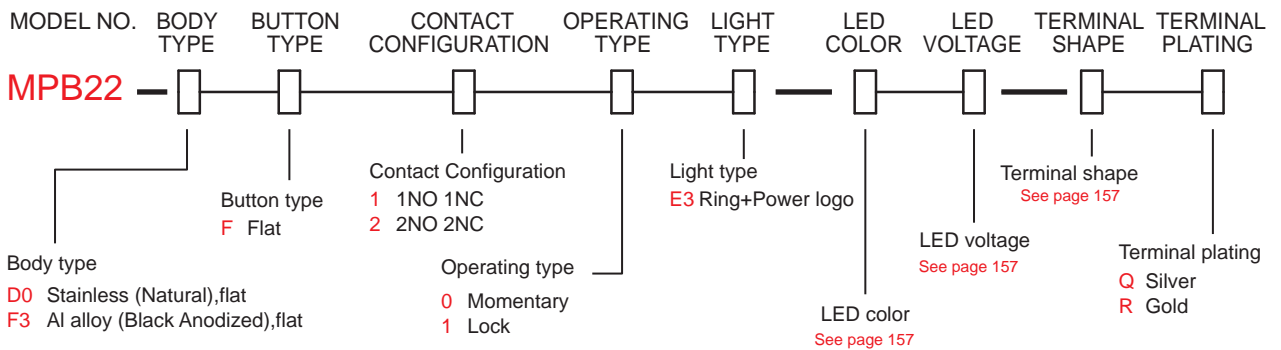 MODEL NO. BODY TYPE BUTTON TYPE CONTACT CONFIGURATION OPERATING TYPE LIGHT TYPE LED COLOR LED VOLTAGE TERMINAL SHAPE TERMINAL PLATING
MPB22
Body type
D0 Stainless (Natural),flat
F3 Al alloy (Black Anodized),flat
Button type
F Flat
Contact Configuration
1 1NO 1NC
2 2NO 2NC
Operating type
0 Momentary
1 Lock
Light type
E3 Ring+Power logo
LED color
See page 157
LED voltage
See page 157
Terminal shape
See page 157
Terminal plating
Q Silver
R Gold